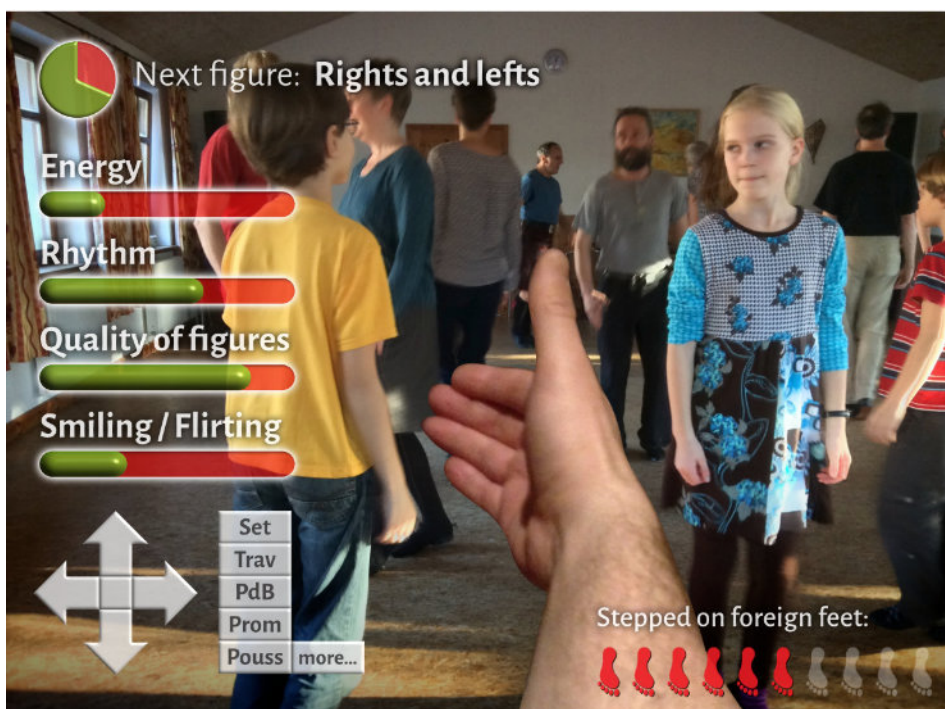 Next figure: Rights and lefts
Energy
Rhythm
Quality of figures
Smiling / Flirting
Set
Trav
PdB
Prom
Pouss more...
Stepped on foreign feet: